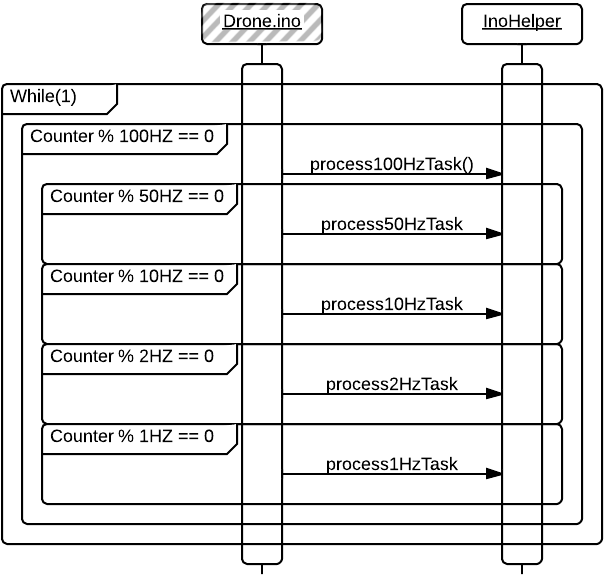 Drone.ino
InoHelper
While(1)
Counter % 100HZ == 0
process100HzTask()
Counter % 50HZ == 0
process50HzTask
Counter % 10HZ == 0
process10HzTask
Counter % 2HZ == 0
process2HzTask
Counter % 1HZ == 0
process1HzTask